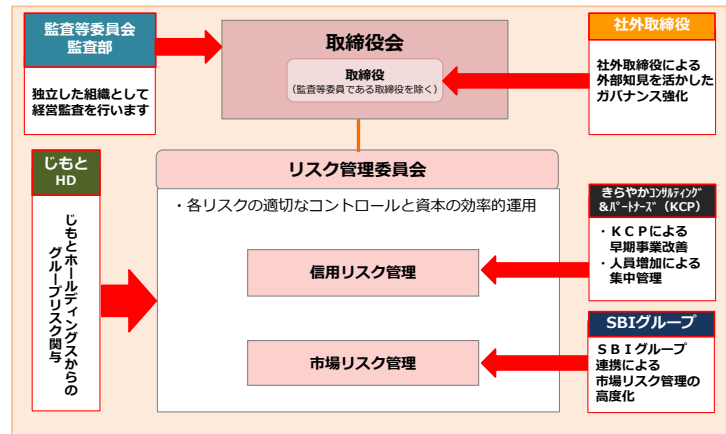 監査等委員会
監査部
独立した組織として
経営監査を行います
取締役会
取締役
（監査等委員である取締役を除く）
社外取締役
社外取締役による
外部知見を活かした
ガバナンス強化
じもと
HD
じもとホールディングスからの
グループリスク関与
リスク管理委員会
・各リスクの適切なコントロールと資本の効率的運用
信用リスク管理
市場リスク管理
きらやかｺﾝｻﾙﾃｨﾝｸﾞ
&ﾊﾟｰﾄﾅｰｽﾞ（KCP）
・ＫＣＰによる
早期事業改善
・人員増加による
集中管理
SBIグループ
ＳＢＩグループ
連携による
市場リスク管理の
高度化